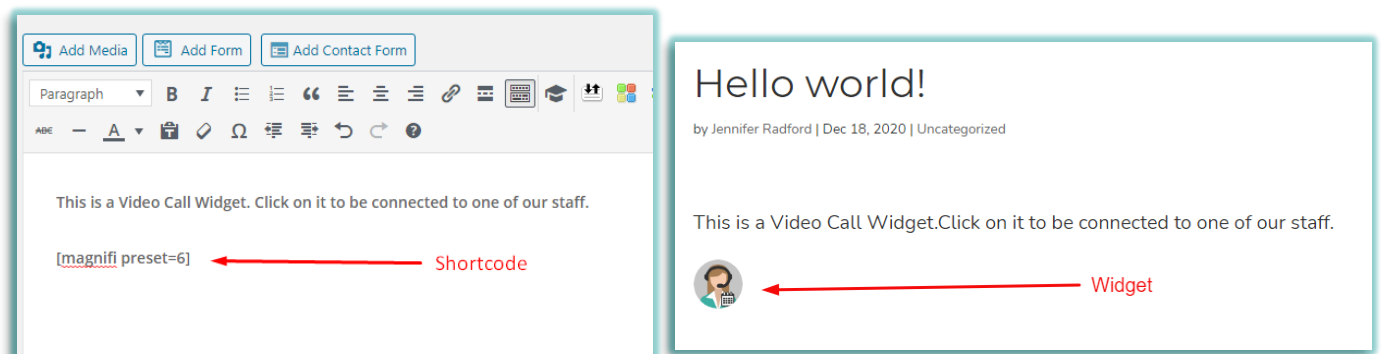 Add Media Add Form Add Contact Form
Paragraph B I
ABC A
This is a Video Call Widget. Click on it to be connected to one of our staff.
[magnifi preset=6]
Shortcode
Hello world!
by Jennifer Radford | Dec 18, 2020 | Uncategorized
This is a Video Call Widget.Click on it to be connected to one of our staff.
Widget